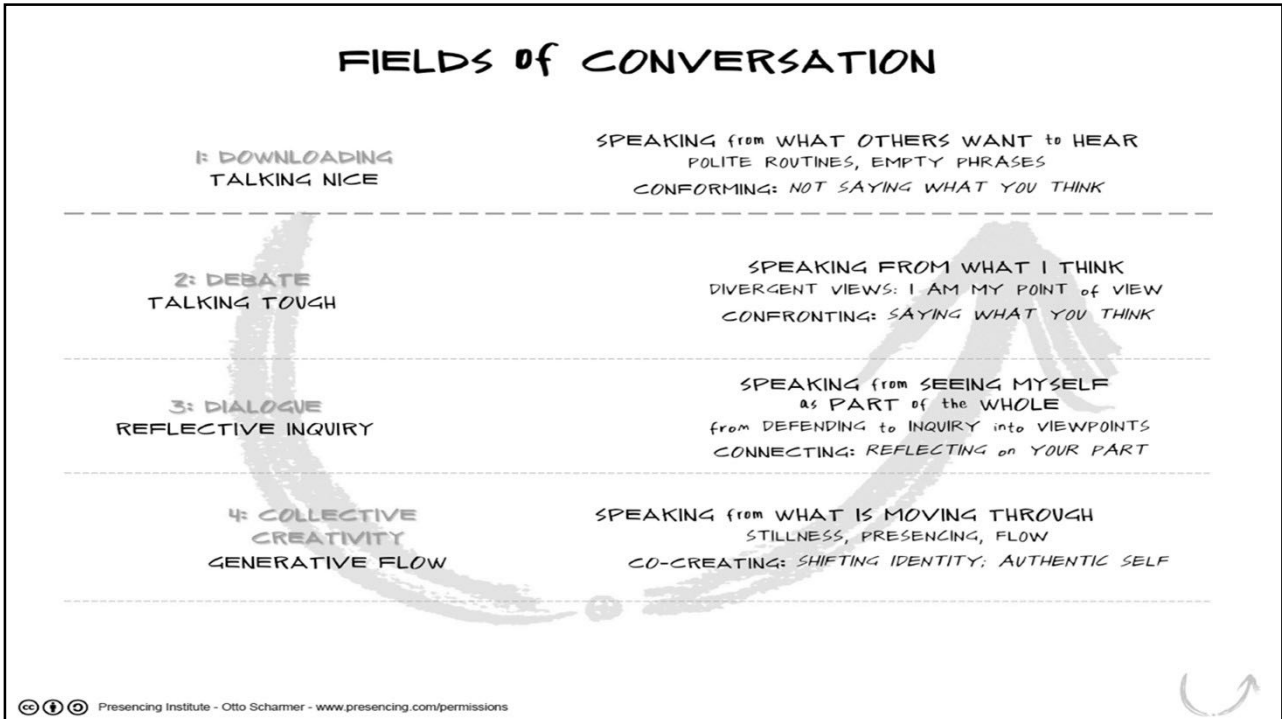 FIELDS of CONVERSATION
1: DOWNLOADING
TALKING NICE
SPEAKING from WHAT OTHERS WANT to HEAR
POLITE ROUTINES, EMPTY PHRASES
CONFORMING: NOT SAYING WHAT YOU THINK
2: DEBATE
TALKING TOUGH
SPEAKING FROM WHAT I THINK
DIVERGENT VIEWS: I AM MY POINT of VIEW
CONFRONTING: SAYING WHAT YOU THINK
3: DIALOGUE
REFLECTIVE INQUIRY
SPEAKING from SEEING MYSELF
as PART of the WHOLE
from DEFENDING to INQUIRY into VIEWPOINTS
CONNECTING: REFLECTING on YOUR PART
4: COLLECTIVE
CREATIVITY
GENERATIVE FLOW
SPEAKING from WHAT IS MOVING THROUGH
STILLNESS, PRESENCING, FLOW
CO-CREATING: SHIFTING IDENTITY; AUTHENTIC SELF
cc Presencing Institute - Otto Scharmer - www.presencing.com/permissions